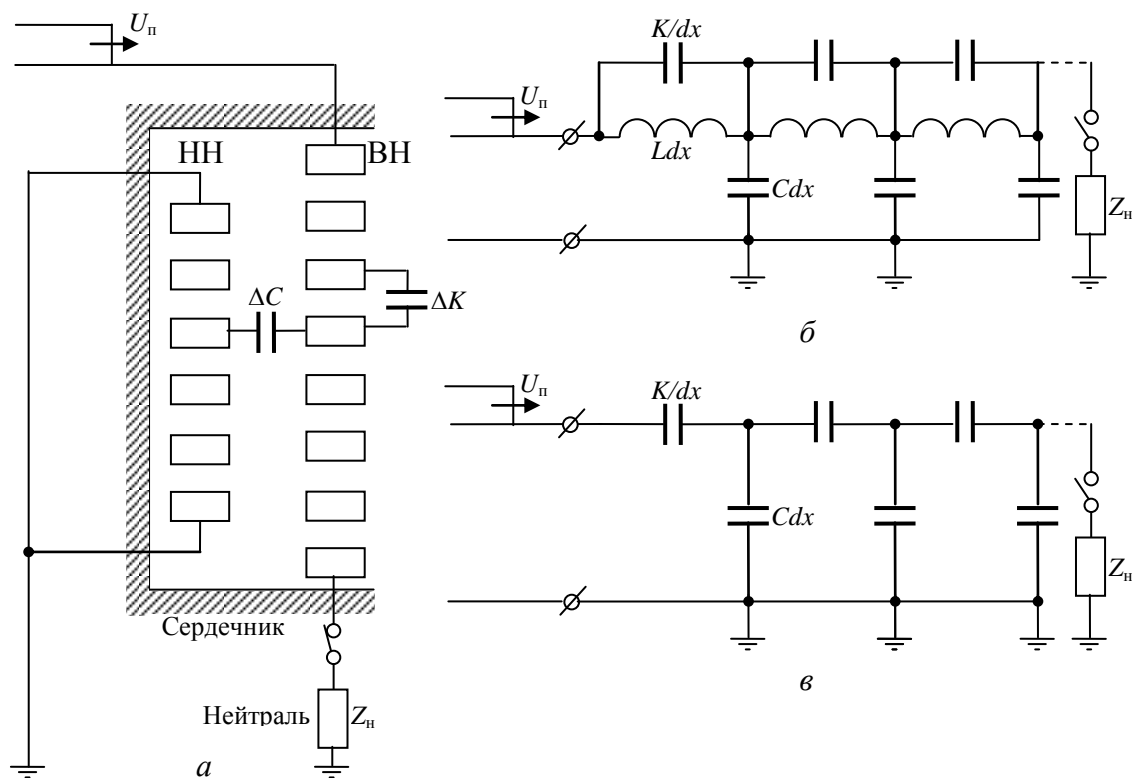 Uп
НН
ВН
ΔC
ΔK
Сердечник
Нейтраль Zн
а
K/dx
Uп
Ldx
Cdx
Zн
б
K/dx
Uп
Cdx
Zн
в